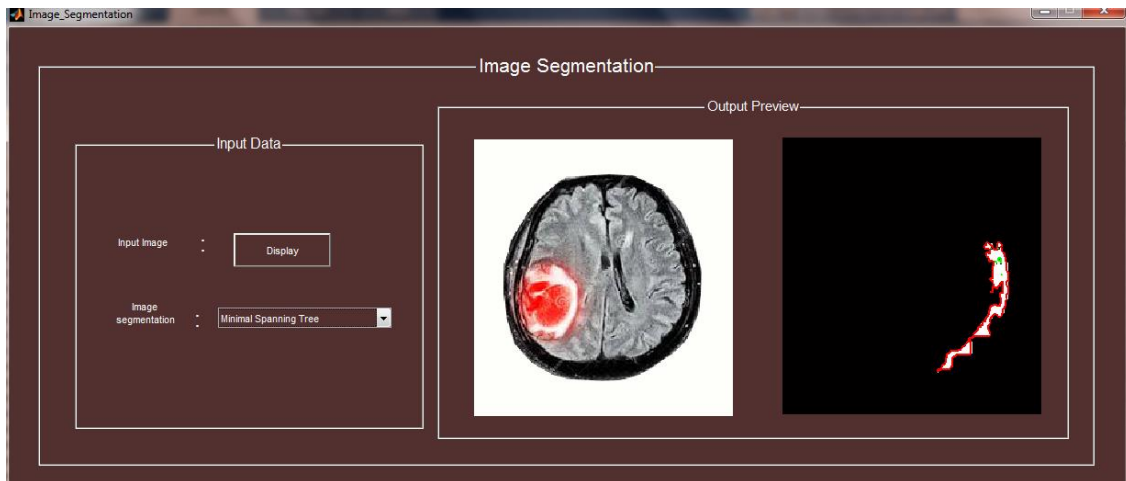 Image_Segmentation
Image Segmentation
Output Preview
Input Data
Input Image :
Display
Image
segmentation :
Minimal Spanning Tree